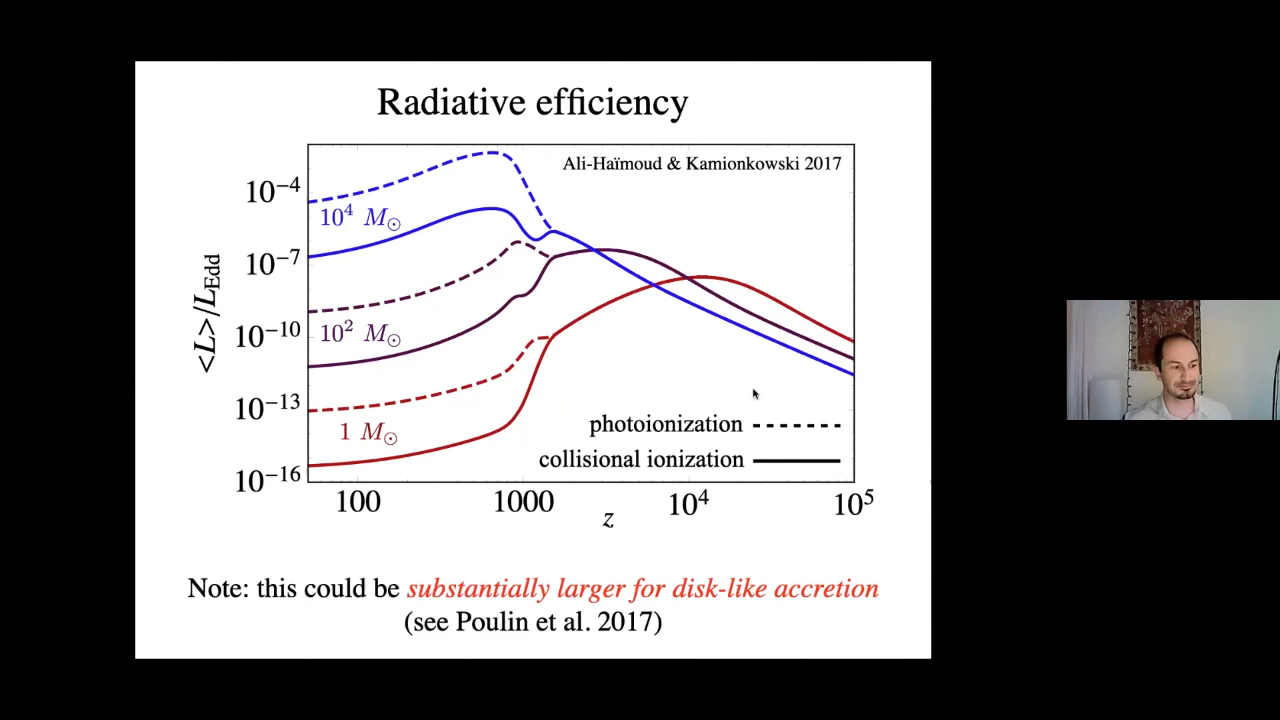 Radiative efficiency
Ali-Haïmoud & Kamionkowski 2017
<L>/L_Edd
10⁻⁴
10⁻⁷
10⁻¹⁰
10⁻¹³
10⁻¹⁶
10⁴ M☉
10² M☉
1 M☉
photoionization
collisional ionization
100
1000
10⁴
10⁵
z
Note: this could be substantially larger for disk-like accretion
(see Poulin et al. 2017)